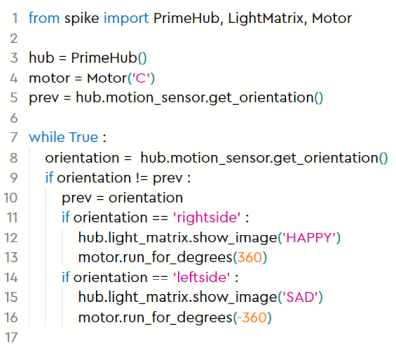 1 from spike import PrimeHub, LightMatrix, Motor
2
3 hub = PrimeHub()
4 motor = Motor('C')
5 prev = hub.motion_sensor.get_orientation()
6
7 while True :
8     orientation =  hub.motion_sensor.get_orientation()
9     if orientation != prev :
10         prev = orientation
11         if orientation == 'rightside' :
12             hub.light_matrix.show_image('HAPPY')
13             motor.run_for_degrees(360)
14         if orientation == 'leftside' :
15             hub.light_matrix.show_image('SAD')
16             motor.run_for_degrees(-360)
17